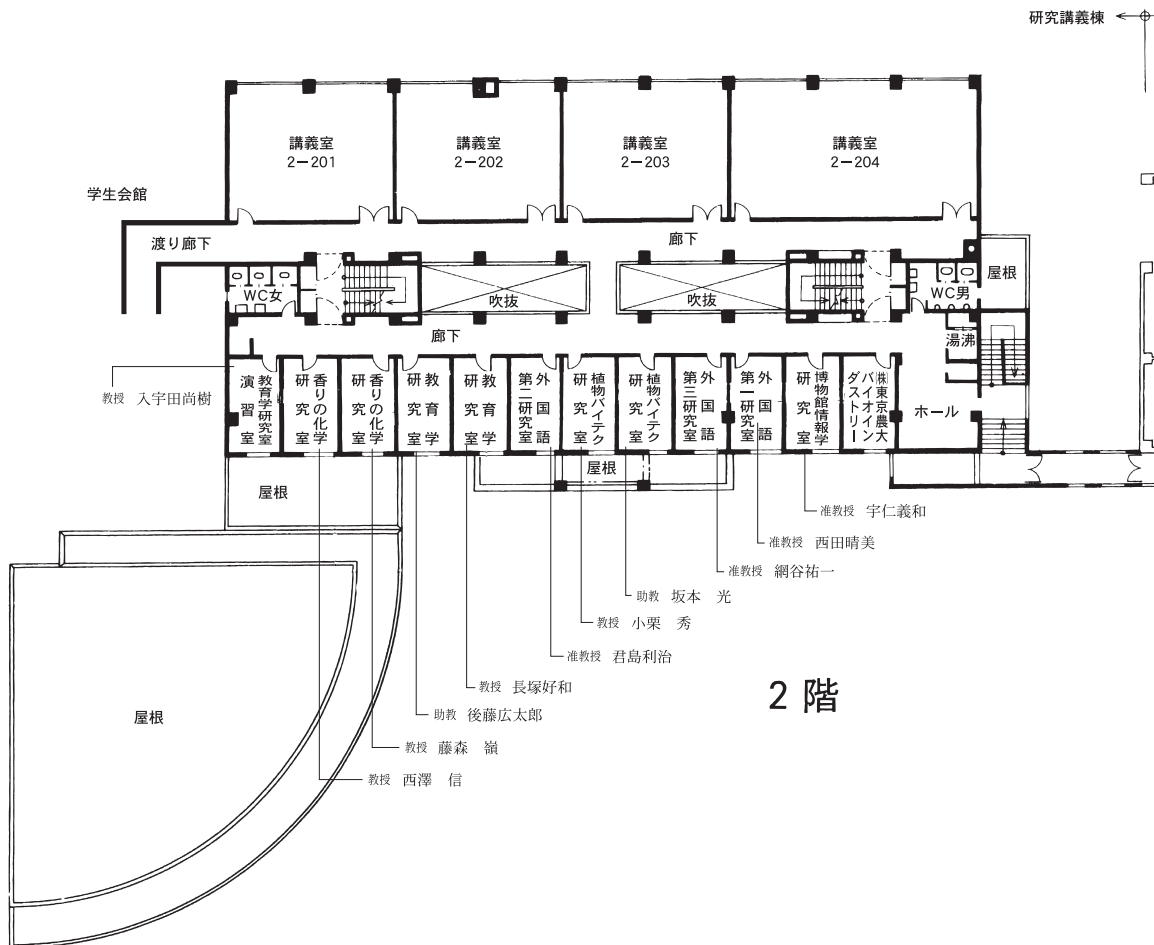 研究講義棟
講義室
2-201
講義室
2-202
講義室
2-203
講義室
2-204
学生会館
渡り廊下
廊下
屋根
WC女
吹抜
吹抜
WC男
廊下
湯沸
教育学研究室
演習室
香りの化学
研究室
香りの化学
研究室
教育学
研究室
教育学
研究室
外国語
第二研究室
植物バイテク
研究室
植物バイテク
研究室
外国語
第三研究室
外国語
第一研究室
博物館情報学
研究室
㈱東京農大
バイオイン
ダストリー
ホール
教授 入宇田尚樹
屋根
屋根
准教授 宇仁義和
准教授 西田晴美
准教授 網谷祐一
助教 坂本 光
教授 小栗 秀
准教授 君島利治
教授 長塚好和
助教 後藤広太郎
教授 藤森 嶺
教授 西澤 信
2 階
屋根